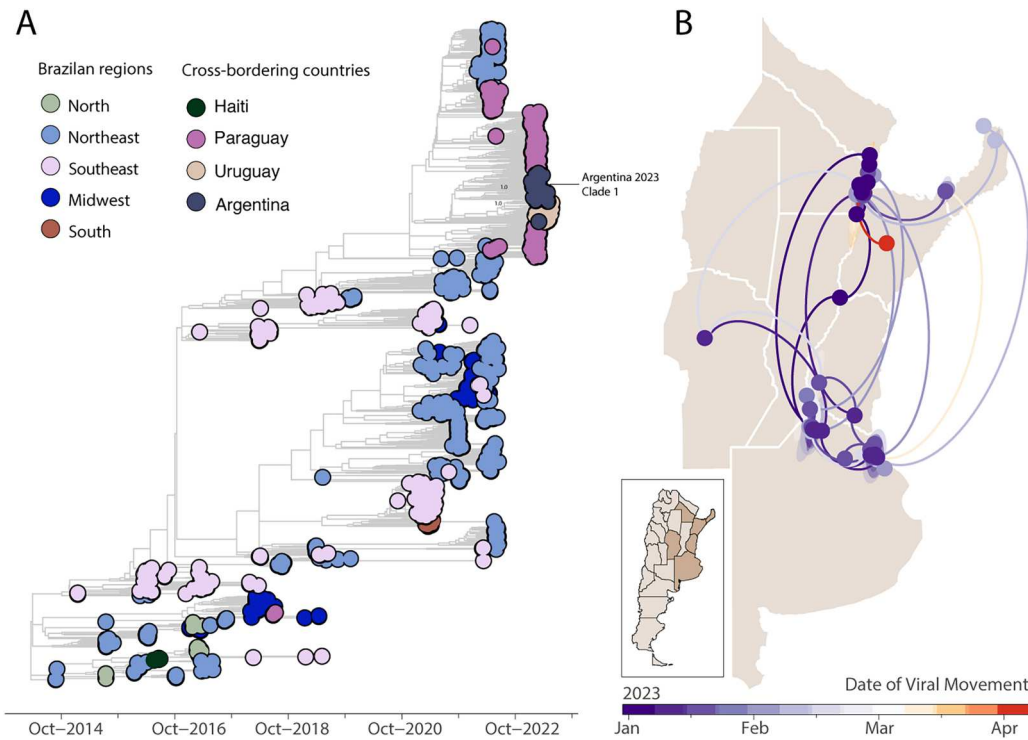 A
B
Brazilan regions
North
Northeast
Southeast
Midwest
South
Cross-bordering countries
Haiti
Paraguay
Uruguay
Argentina
1.0
1.0
Argentina 2023
Clade 1
2023
Date of Viral Movement
Jan
Feb
Mar
Apr
Oct–2014
Oct–2016
Oct–2018
Oct–2020
Oct–2022